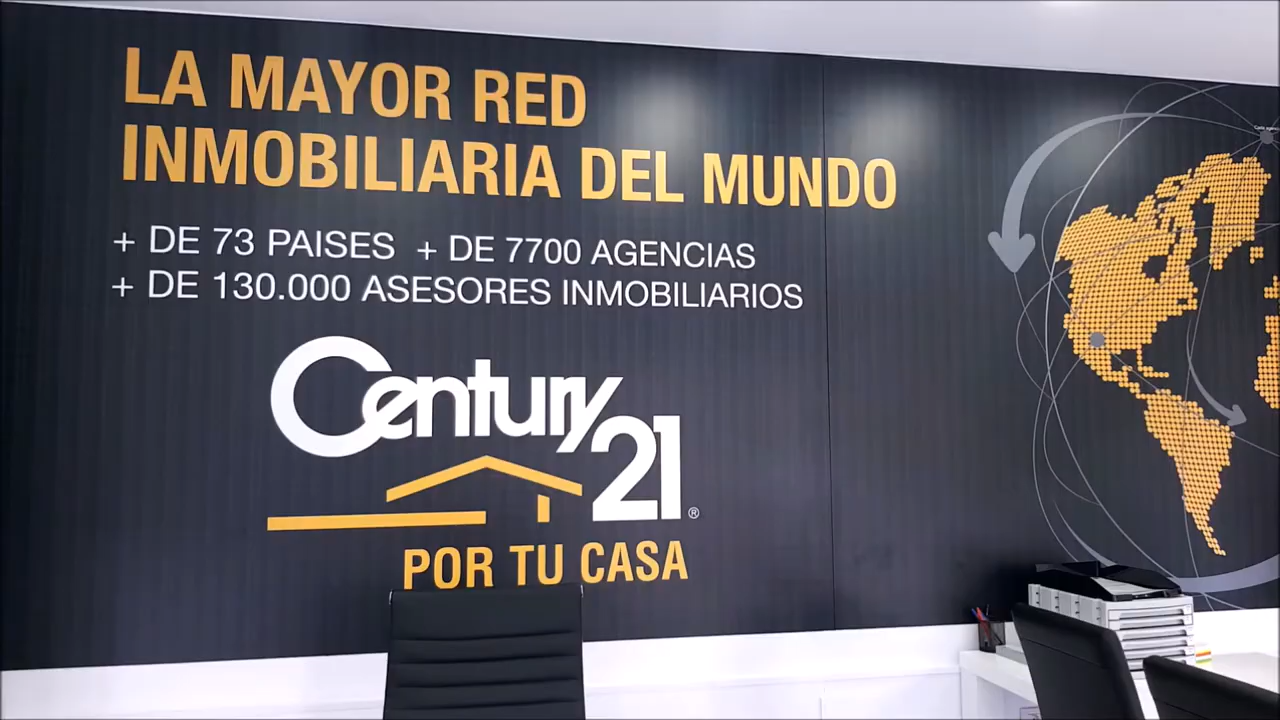 LA MAYOR RED
INMOBILIARIA DEL MUNDO
+ DE 73 PAISES + DE 7700 AGENCIAS
+ DE 130.000 ASESORES INMOBILIARIOS
Century
21®
POR TU CASA